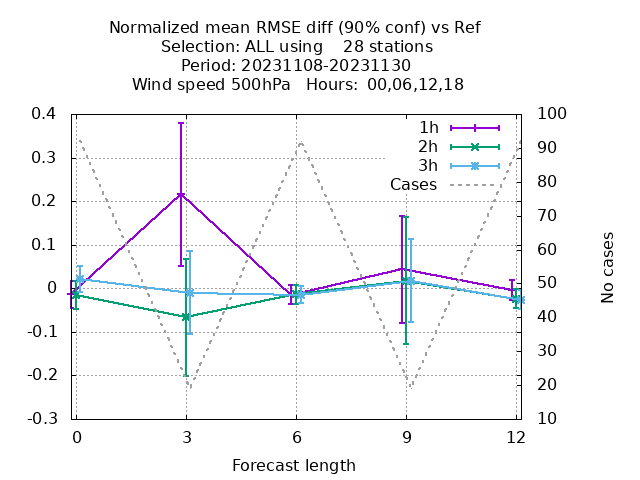 Normalized mean RMSE diff (90% conf) vs Ref
Selection: ALL using    28 stations
Period: 20231108-20231130
Wind speed 500hPa   Hours: 00,06,12,18
0.4
0.3
0.2
0.1
0
-0.1
-0.2
-0.3
100
90
80
70
60
50
40
30
20
10
1h
2h
3h
Cases
No cases
0 3 6 9 12
Forecast length